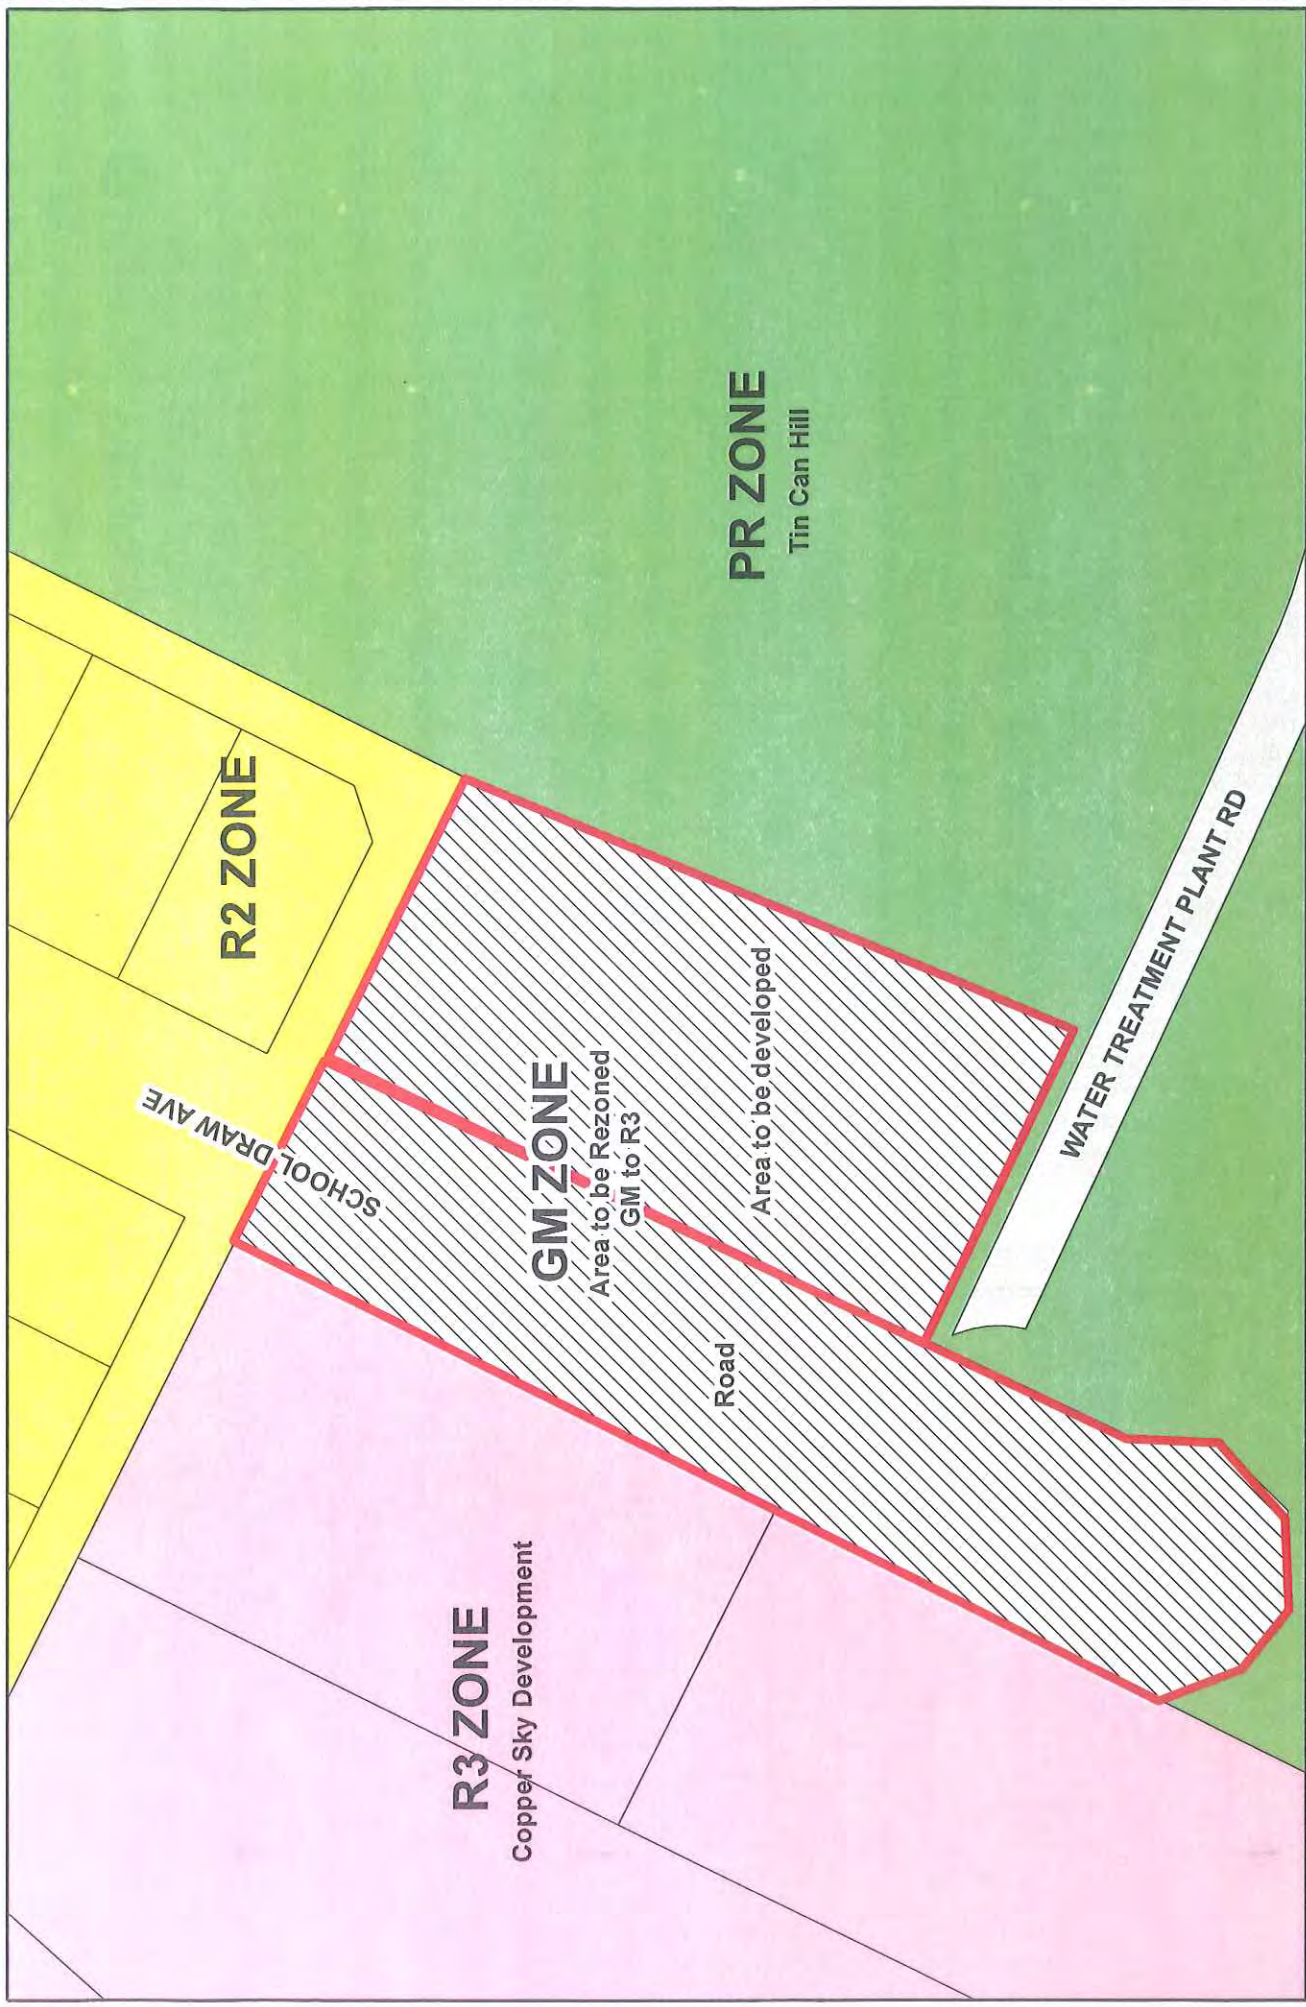 R3 ZONE
Copper Sky Development
SCHOOL DRAW AVE
R2 ZONE
GM ZONE
Area to be Rezoned
GM to R3
Road
Area to be developed
PR ZONE
Tin Can Hill
WATER TREATMENT PLANT RD